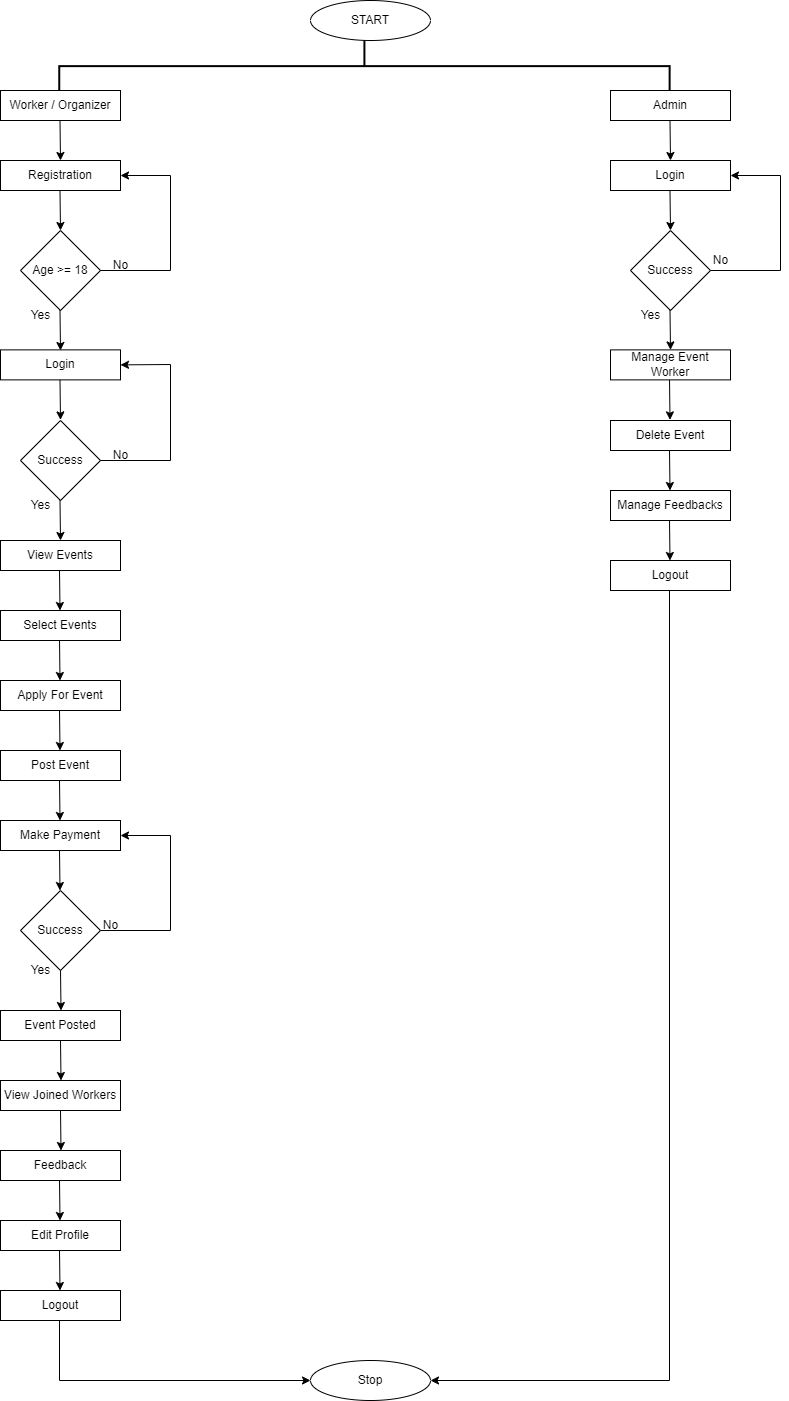 START
Worker / Organizer
Admin
Registration
Login
Age >= 18
No
Yes
Success
No
Yes
Login
Manage Event
Worker
Success
No
Yes
Delete Event
Manage Feedbacks
View Events
Logout
Select Events
Apply For Event
Post Event
Make Payment
Success
No
Yes
Event Posted
View Joined Workers
Feedback
Edit Profile
Logout
Stop